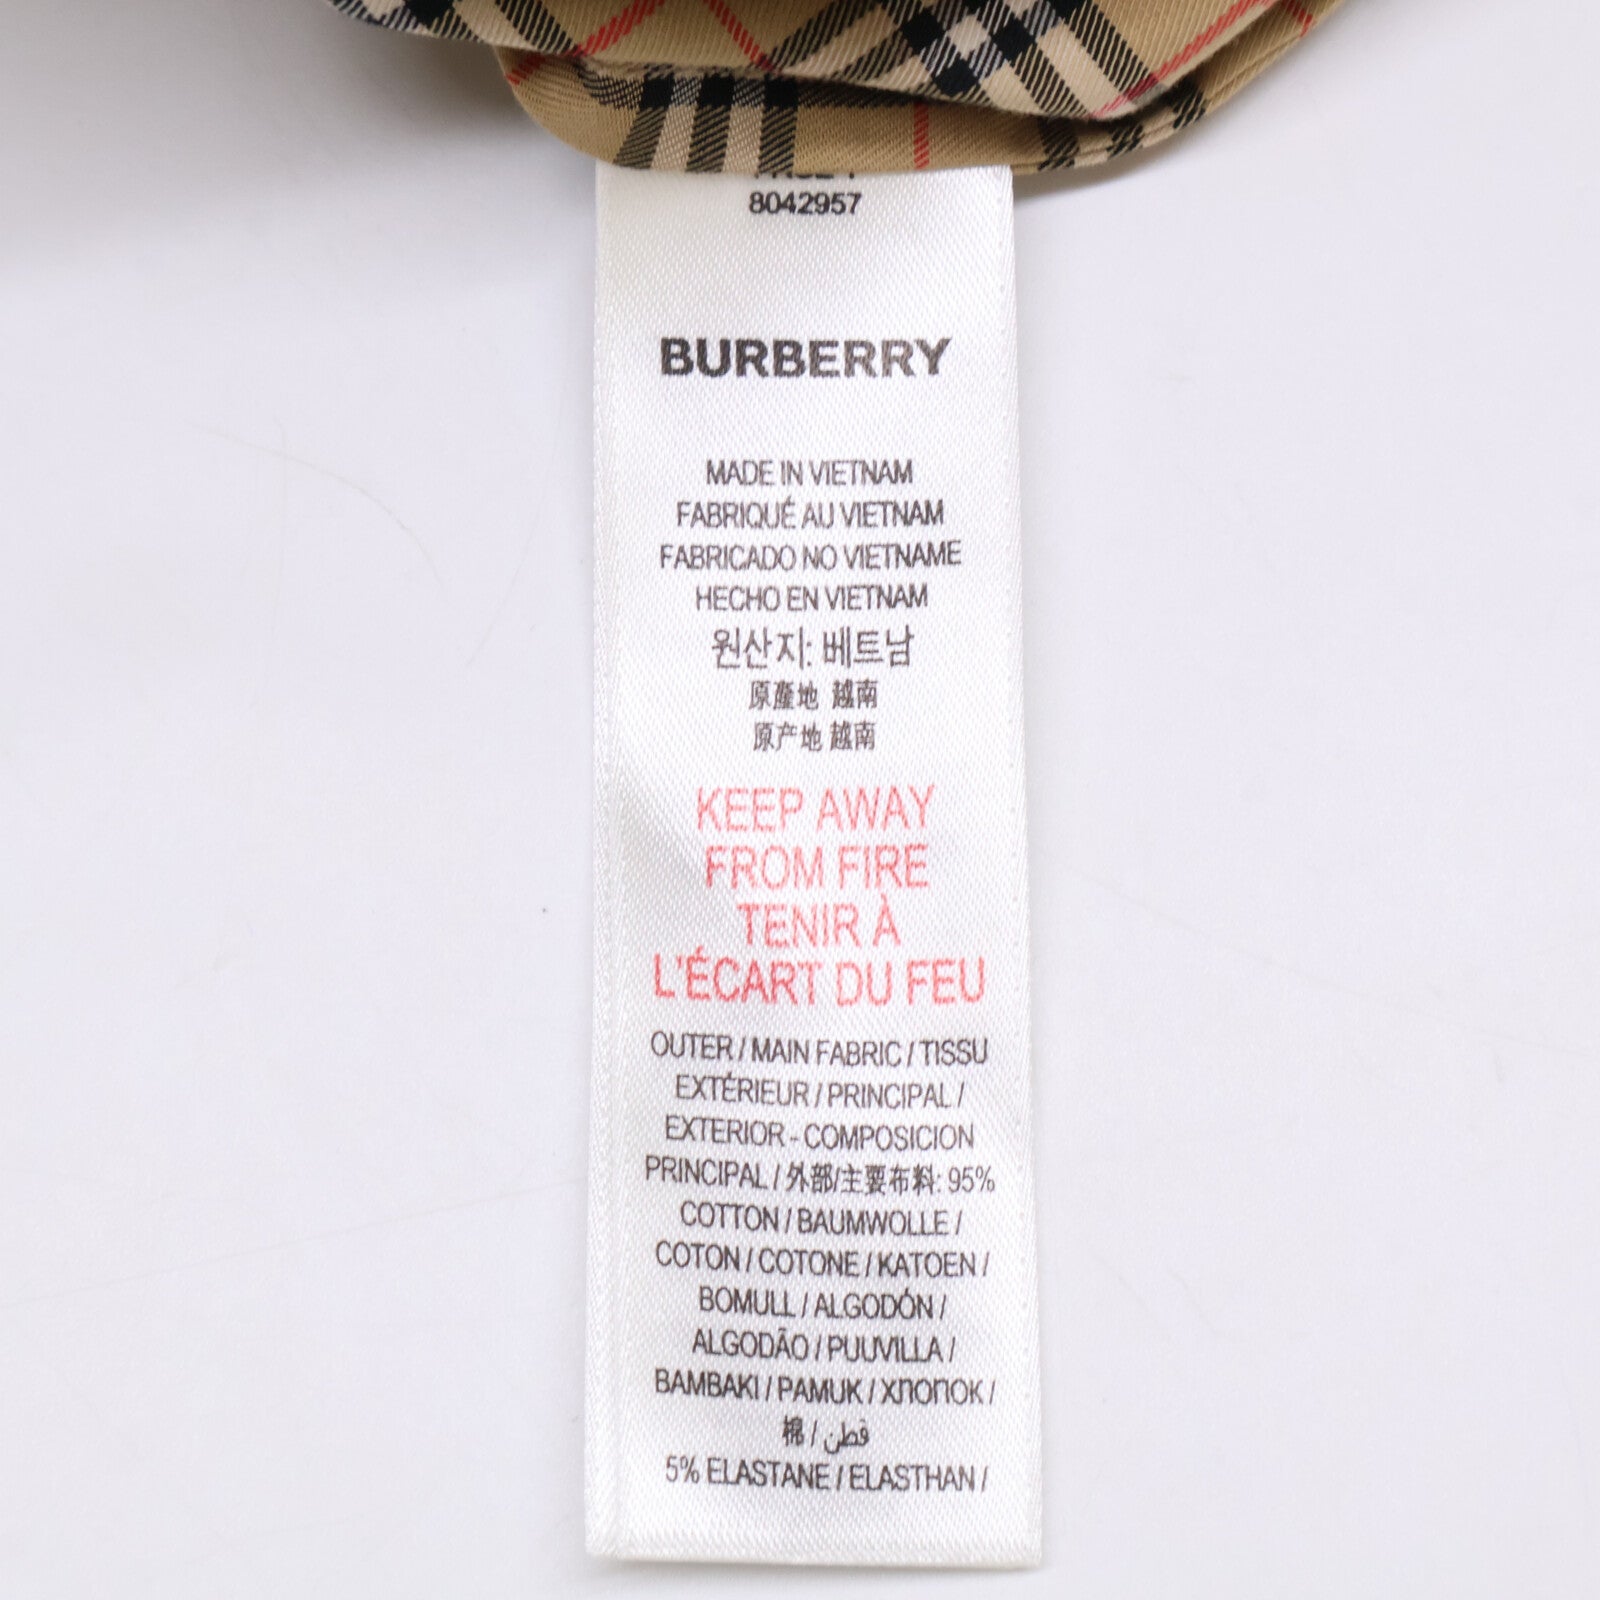 8042957
BURBERRY
MADE IN VIETNAM
FABRIQUÉ AU VIETNAM
FABRICADO NO VIETNAME
HECHO EN VIETNAM
원산지: 베트남
原產地 越南
原产地 越南
KEEP AWAY
FROM FIRE
TENIR À
L'ÉCART DU FEU
OUTER / MAIN FABRIC / TISSU
EXTÉRIEUR / PRINCIPAL /
EXTERIOR - COMPOSICION
PRINCIPAL / 外部/主要布料: 95%
COTTON / BAUMWOLLE /
COTON / COTONE / KATOEN /
BOMULL / ALGODÓN /
ALGODÃO / PUUVILLA /
BAMBAKI / PAMUK / ХЛОПОК /
棉 / قطن
5% ELASTANE / ELASTHAN /